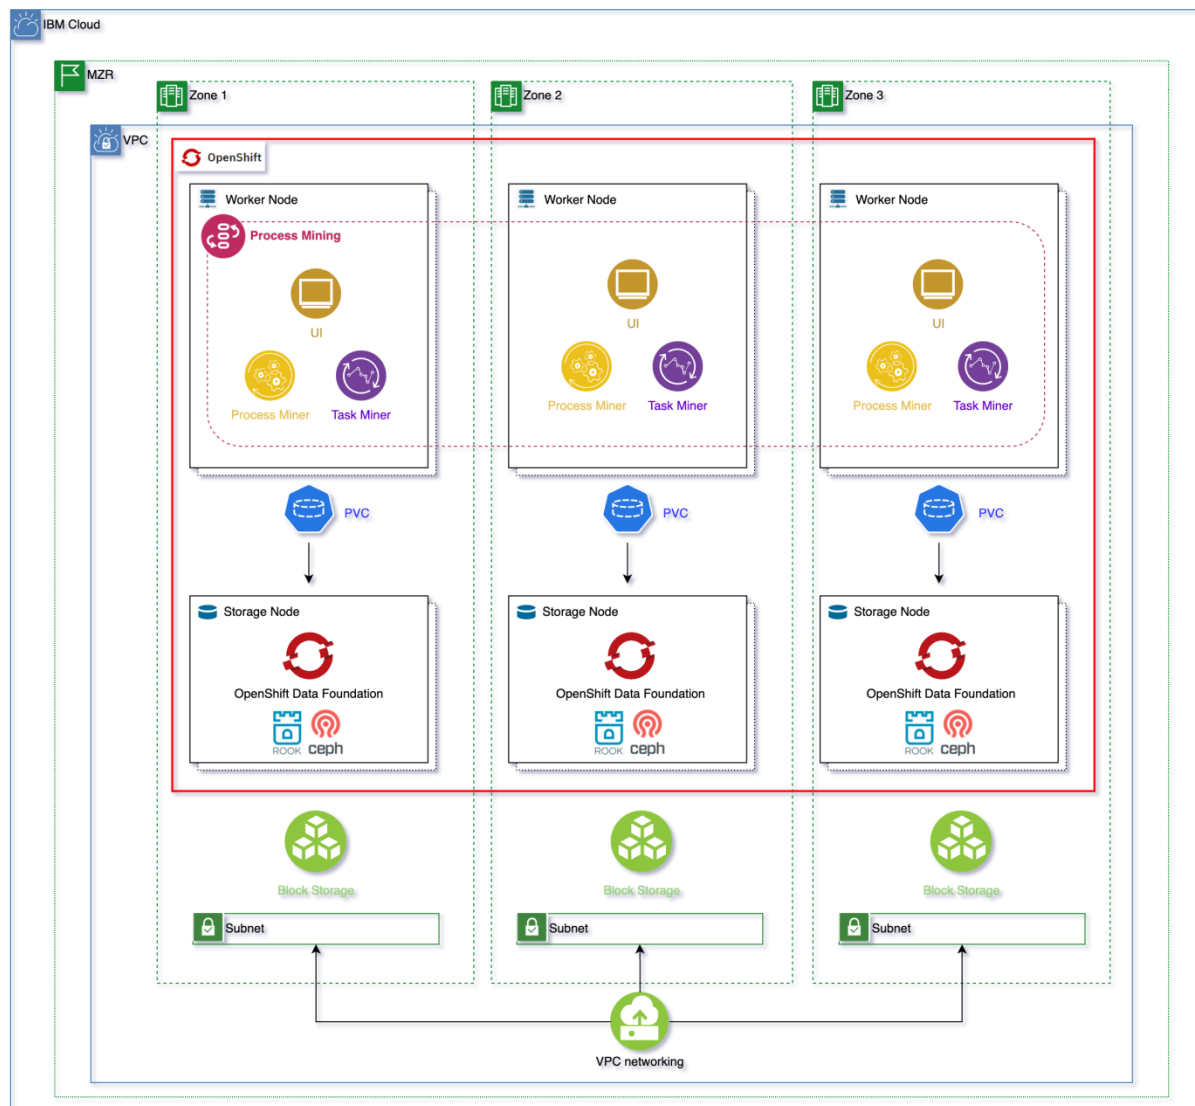 IBM Cloud
MZR
Zone 1
Zone 2
Zone 3
VPC
OpenShift
Worker Node
Worker Node
Worker Node
Process Mining
UI
UI
UI
Process Miner
Task Miner
Process Miner
Task Miner
Process Miner
Task Miner
PVC
PVC
PVC
Storage Node
Storage Node
Storage Node
OpenShift Data Foundation
OpenShift Data Foundation
OpenShift Data Foundation
ROOK
ceph
ROOK
ceph
ROOK
ceph
Block Storage
Block Storage
Block Storage
Subnet
Subnet
Subnet
VPC networking